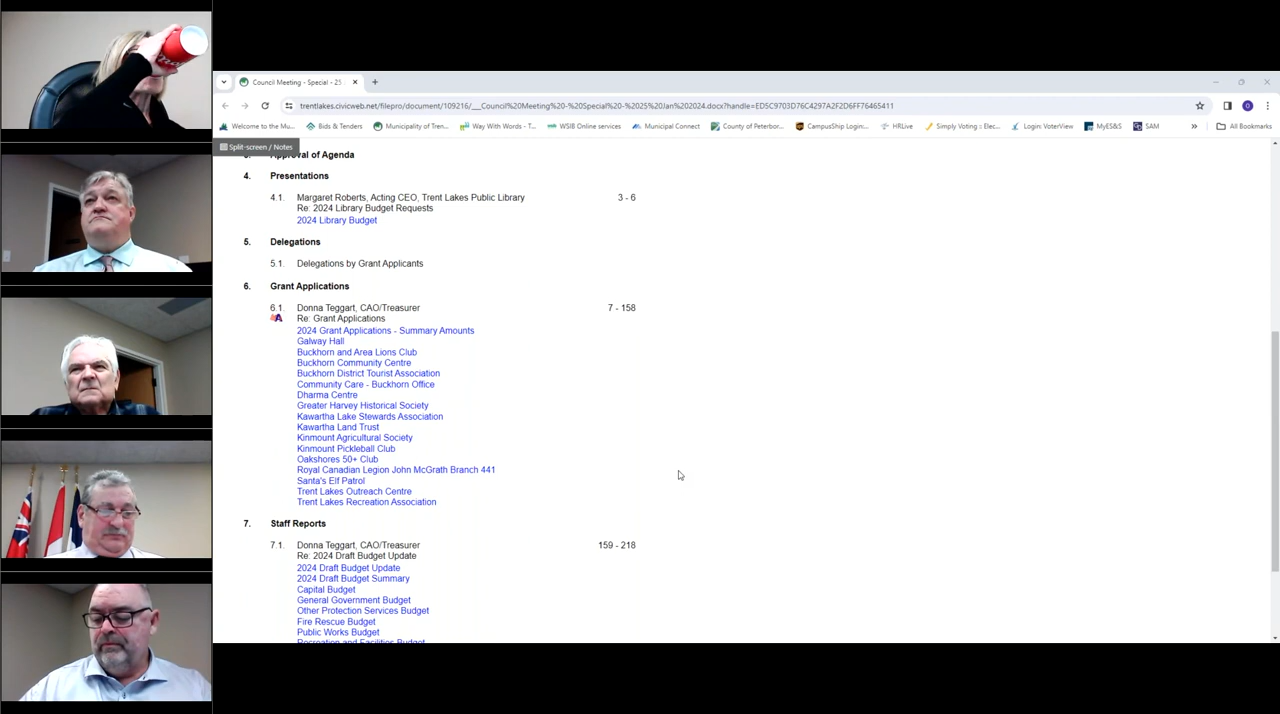 Council Meeting - Special - 25
trentlakes.civicweb.net/filepro/document/109216/__Council%20Meeting%20-%20Special%20-%2025%20Jan%202024.docx?handle=ED5C9703D76C4297A2F2D6FF76465411
Welcome to the Mu... Bids & Tenders Municipality of Tren... Way With Words - T... WSIB Online services Municipal Connect County of Peterbor... CampusShip Login:... HRLive Simply Voting : Elec... Login: VoterView MyES&S SAM » All Bookmarks
Split-screen / Notes
Approval of Agenda
4. Presentations
4.1. Margaret Roberts, Acting CEO, Trent Lakes Public Library 3 - 6
Re: 2024 Library Budget Requests
2024 Library Budget
5. Delegations
5.1. Delegations by Grant Applicants
6. Grant Applications
6.1. Donna Teggart, CAO/Treasurer 7 - 158
Re: Grant Applications
2024 Grant Applications - Summary Amounts
Galway Hall
Buckhorn and Area Lions Club
Buckhorn Community Centre
Buckhorn District Tourist Association
Community Care - Buckhorn Office
Dharma Centre
Greater Harvey Historical Society
Kawartha Lake Stewards Association
Kawartha Land Trust
Kinmount Agricultural Society
Kinmount Pickleball Club
Oakshores 50+ Club
Royal Canadian Legion John McGrath Branch 441
Santa's Elf Patrol
Trent Lakes Outreach Centre
Trent Lakes Recreation Association
7. Staff Reports
7.1. Donna Teggart, CAO/Treasurer 159 - 218
Re: 2024 Draft Budget Update
2024 Draft Budget Update
2024 Draft Budget Summary
Capital Budget
General Government Budget
Other Protection Services Budget
Fire Rescue Budget
Public Works Budget
Recreation and Facilities Budget